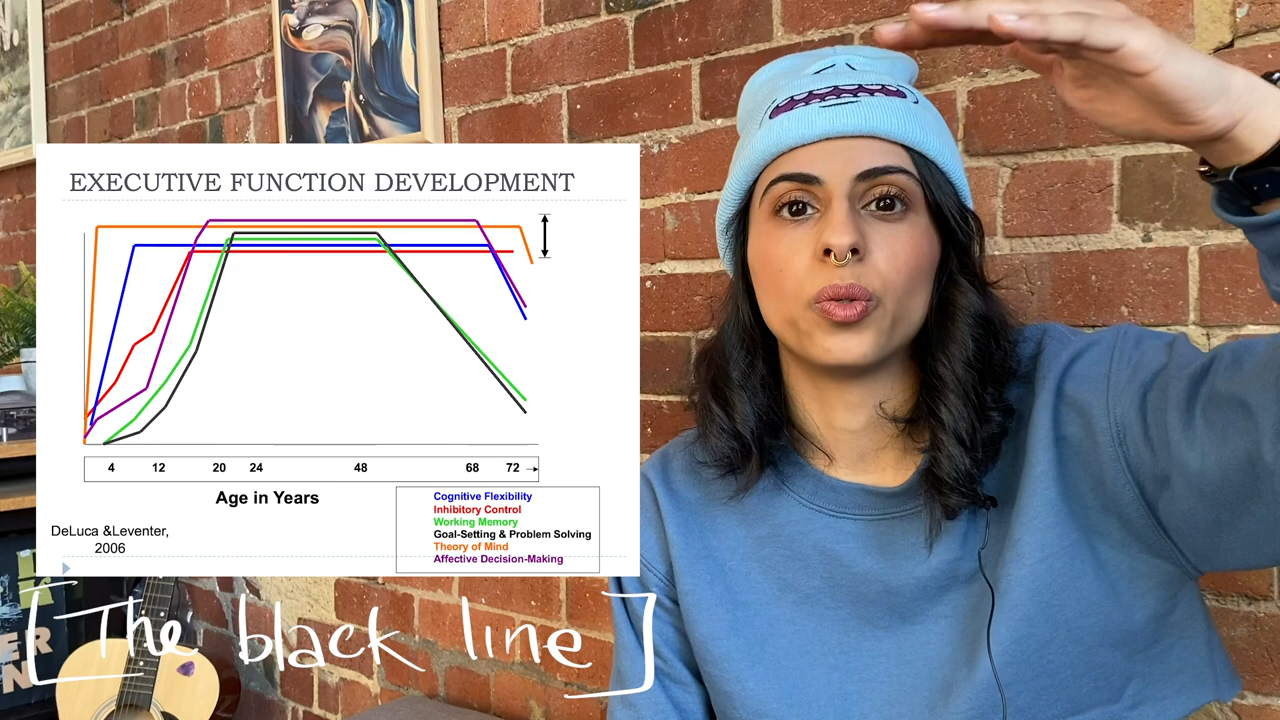 EXECUTIVE FUNCTION DEVELOPMENT
4 12 20 24 48 68 72
Age in Years
DeLuca &Leventer,
2006
Cognitive Flexibility
Inhibitory Control
Working Memory
Goal-Setting & Problem Solving
Theory of Mind
Affective Decision-Making
[The black line]